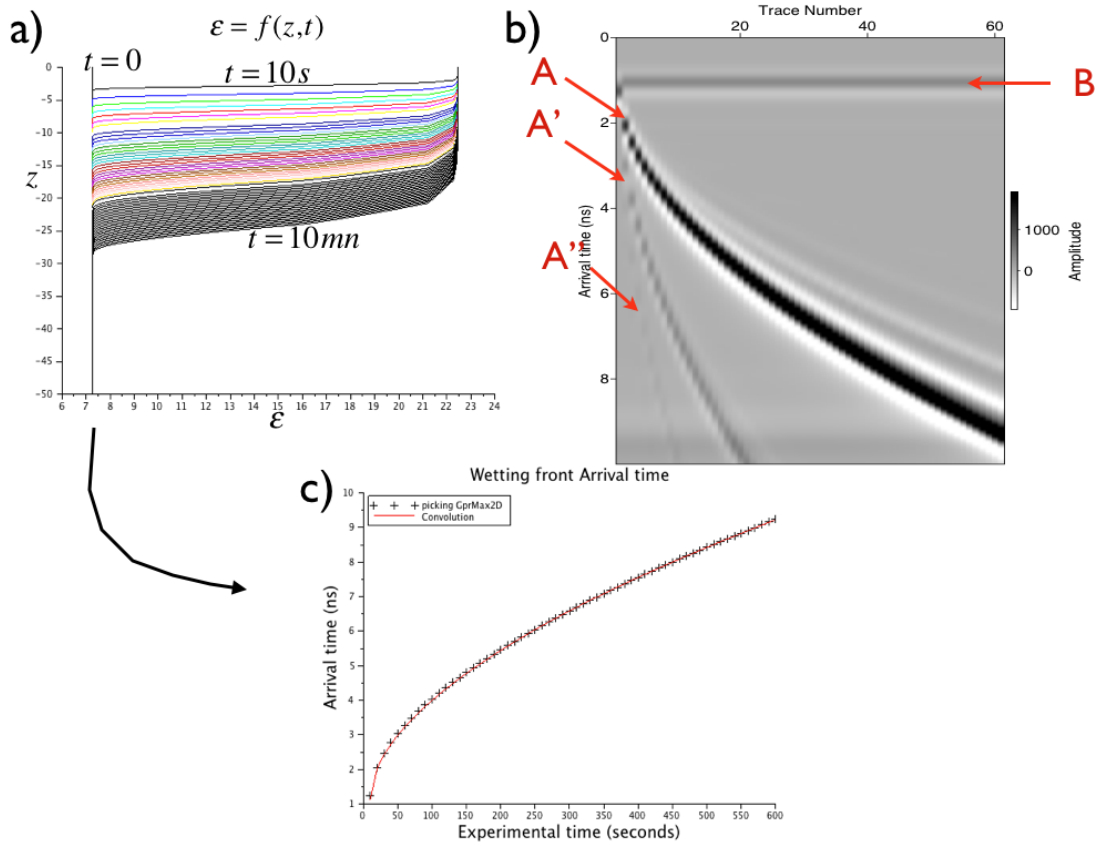 a)
ε = f(z,t)
t = 0
t = 10s
0
−5
−10
−15
−20
−25
−30
−35
−40
−45
−50
z
t = 10mn
6 7 8 9 10 11 12 13 14 15 16 17 18 19 20 21 22 23 24
ε
b)
Trace Number
20 40 60
0
2
4
6
8
Arrival time (ns)
A
A'
A"
B
1000
0
Amplitude
c)
Wetting front Arrival time
+ + + picking GprMax2D
Convolution
10
9
8
7
6
5
4
3
2
1
Arrival time (ns)
0 50 100 150 200 250 300 350 400 450 500 550 600
Experimental time (seconds)